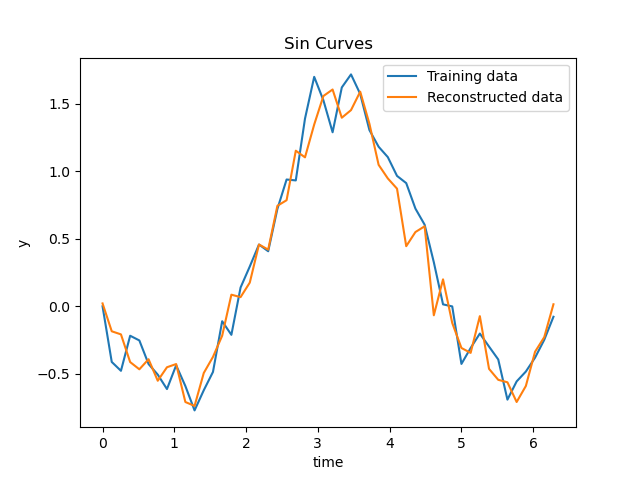 Sin Curves
Training data
Reconstructed data
y
1.5
1.0
0.5
0.0
−0.5
0 1 2 3 4 5 6
time